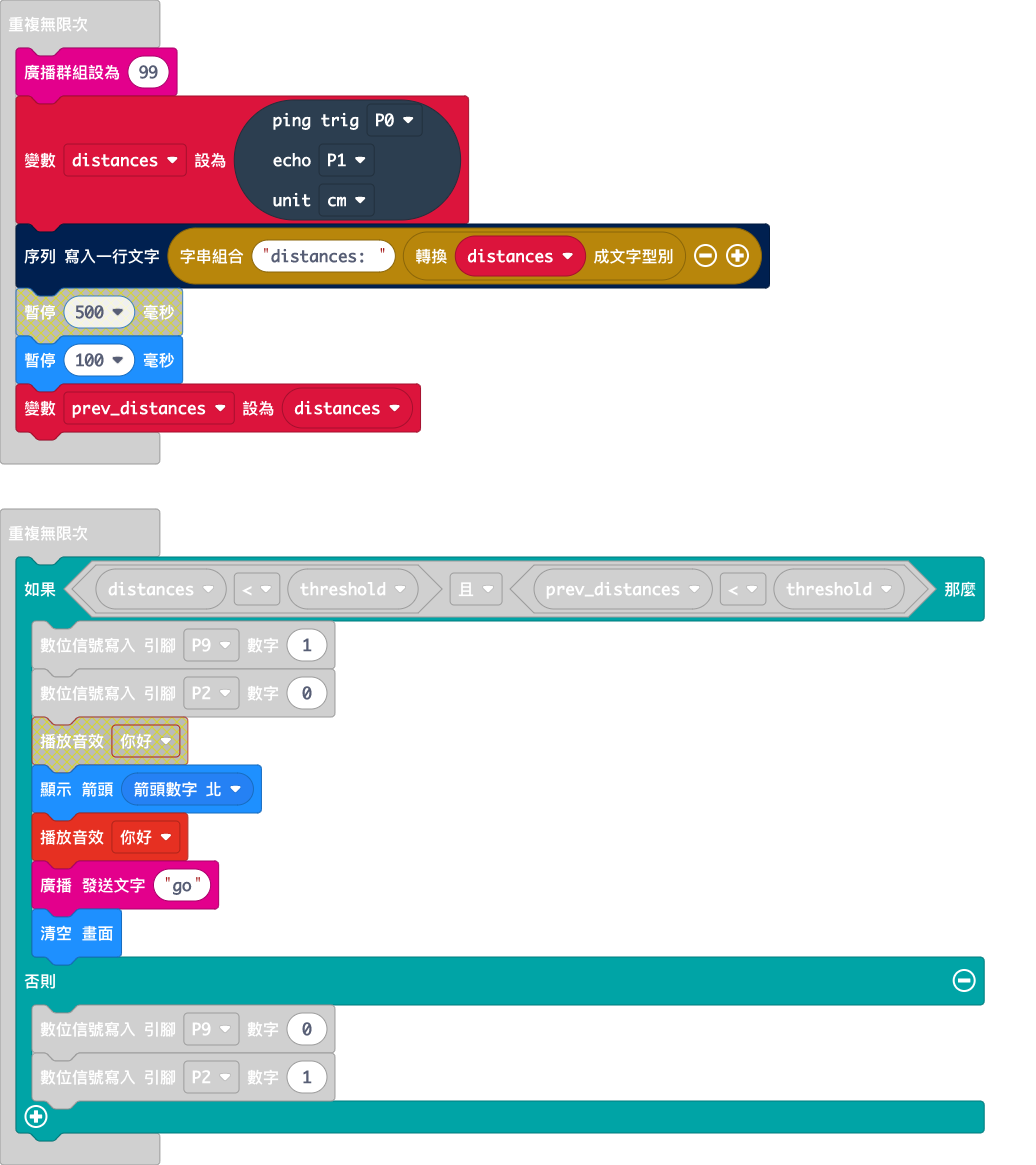 重複無限次
廣播群組設為 99
ping trig P0
變數 distances 設為 echo P1
unit cm
序列 寫入一行文字 字串組合 "distances: " 轉換 distances 成文字型別
暫停 500 毫秒
暫停 100 毫秒
變數 prev_distances 設為 distances
重複無限次
如果 distances < threshold 且 prev_distances < threshold 那麼
數位信號寫入 引腳 P9 數字 1
數位信號寫入 引腳 P2 數字 0
播放音效 你好
顯示 箭頭 箭頭數字 北
播放音效 你好
廣播 發送文字 "go"
清空 畫面
否則
數位信號寫入 引腳 P9 數字 0
數位信號寫入 引腳 P2 數字 1